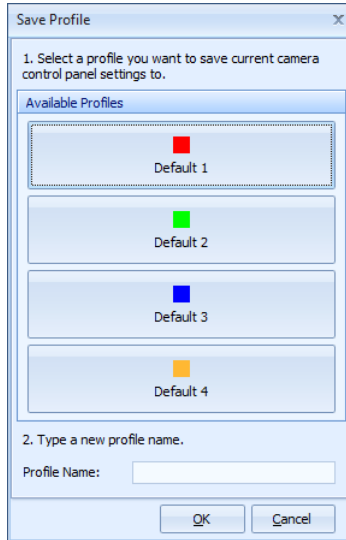 Save Profile
x
1. Select a profile you want to save current camera
control panel settings to.
Available Profiles
Default 1
Default 2
Default 3
Default 4
2. Type a new profile name.
Profile Name:
OK Cancel